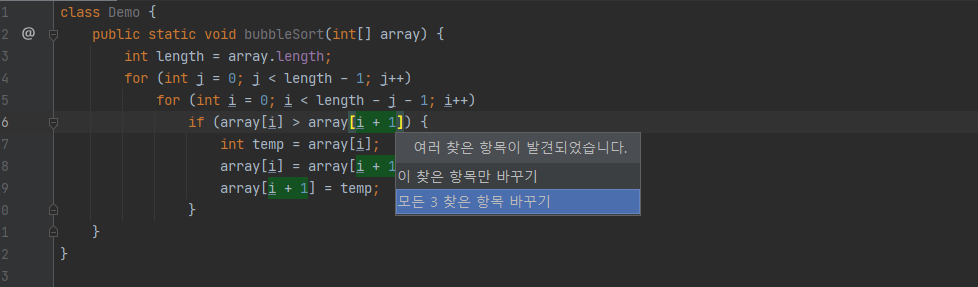 1 class Demo {
2 @ public static void bubbleSort(int[] array) {
3 int length = array.length;
4 for (int j = 0; j < length - 1; j++)
5 for (int i = 0; i < length - j - 1; i++)
6 if (array[i] > array[i + 1]) {
7 int temp = array[i];
8 array[i] = array[i + 1
9 array[i + 1] = temp;
0 }
1 }
2 }
3
여러 찾은 항목이 발견되었습니다.
이 찾은 항목만 바꾸기
모든 3 찾은 항목 바꾸기